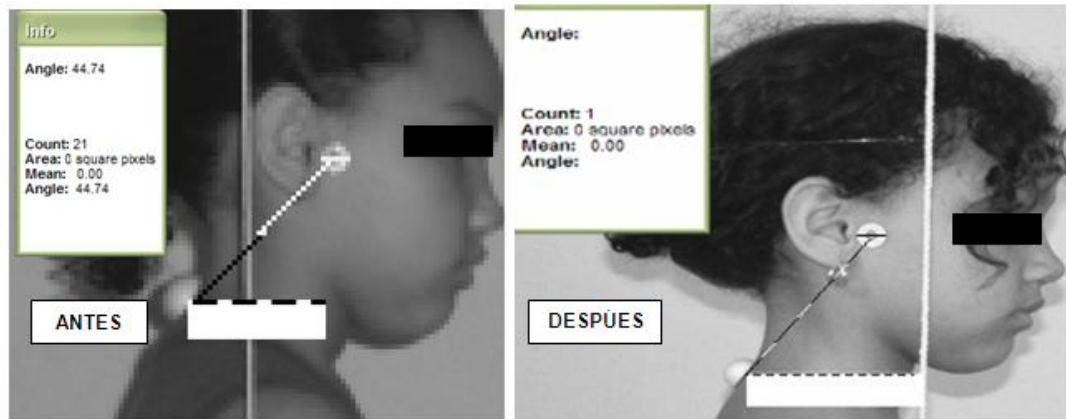 Info
Angle: 44.74
Count: 21
Area: 0 square pixels
Mean: 0.00
Angle: 44.74
ANTES
Angle:
Count: 1
Area: 0 square pixels
Mean: 0.00
Angle:
DESPÙES